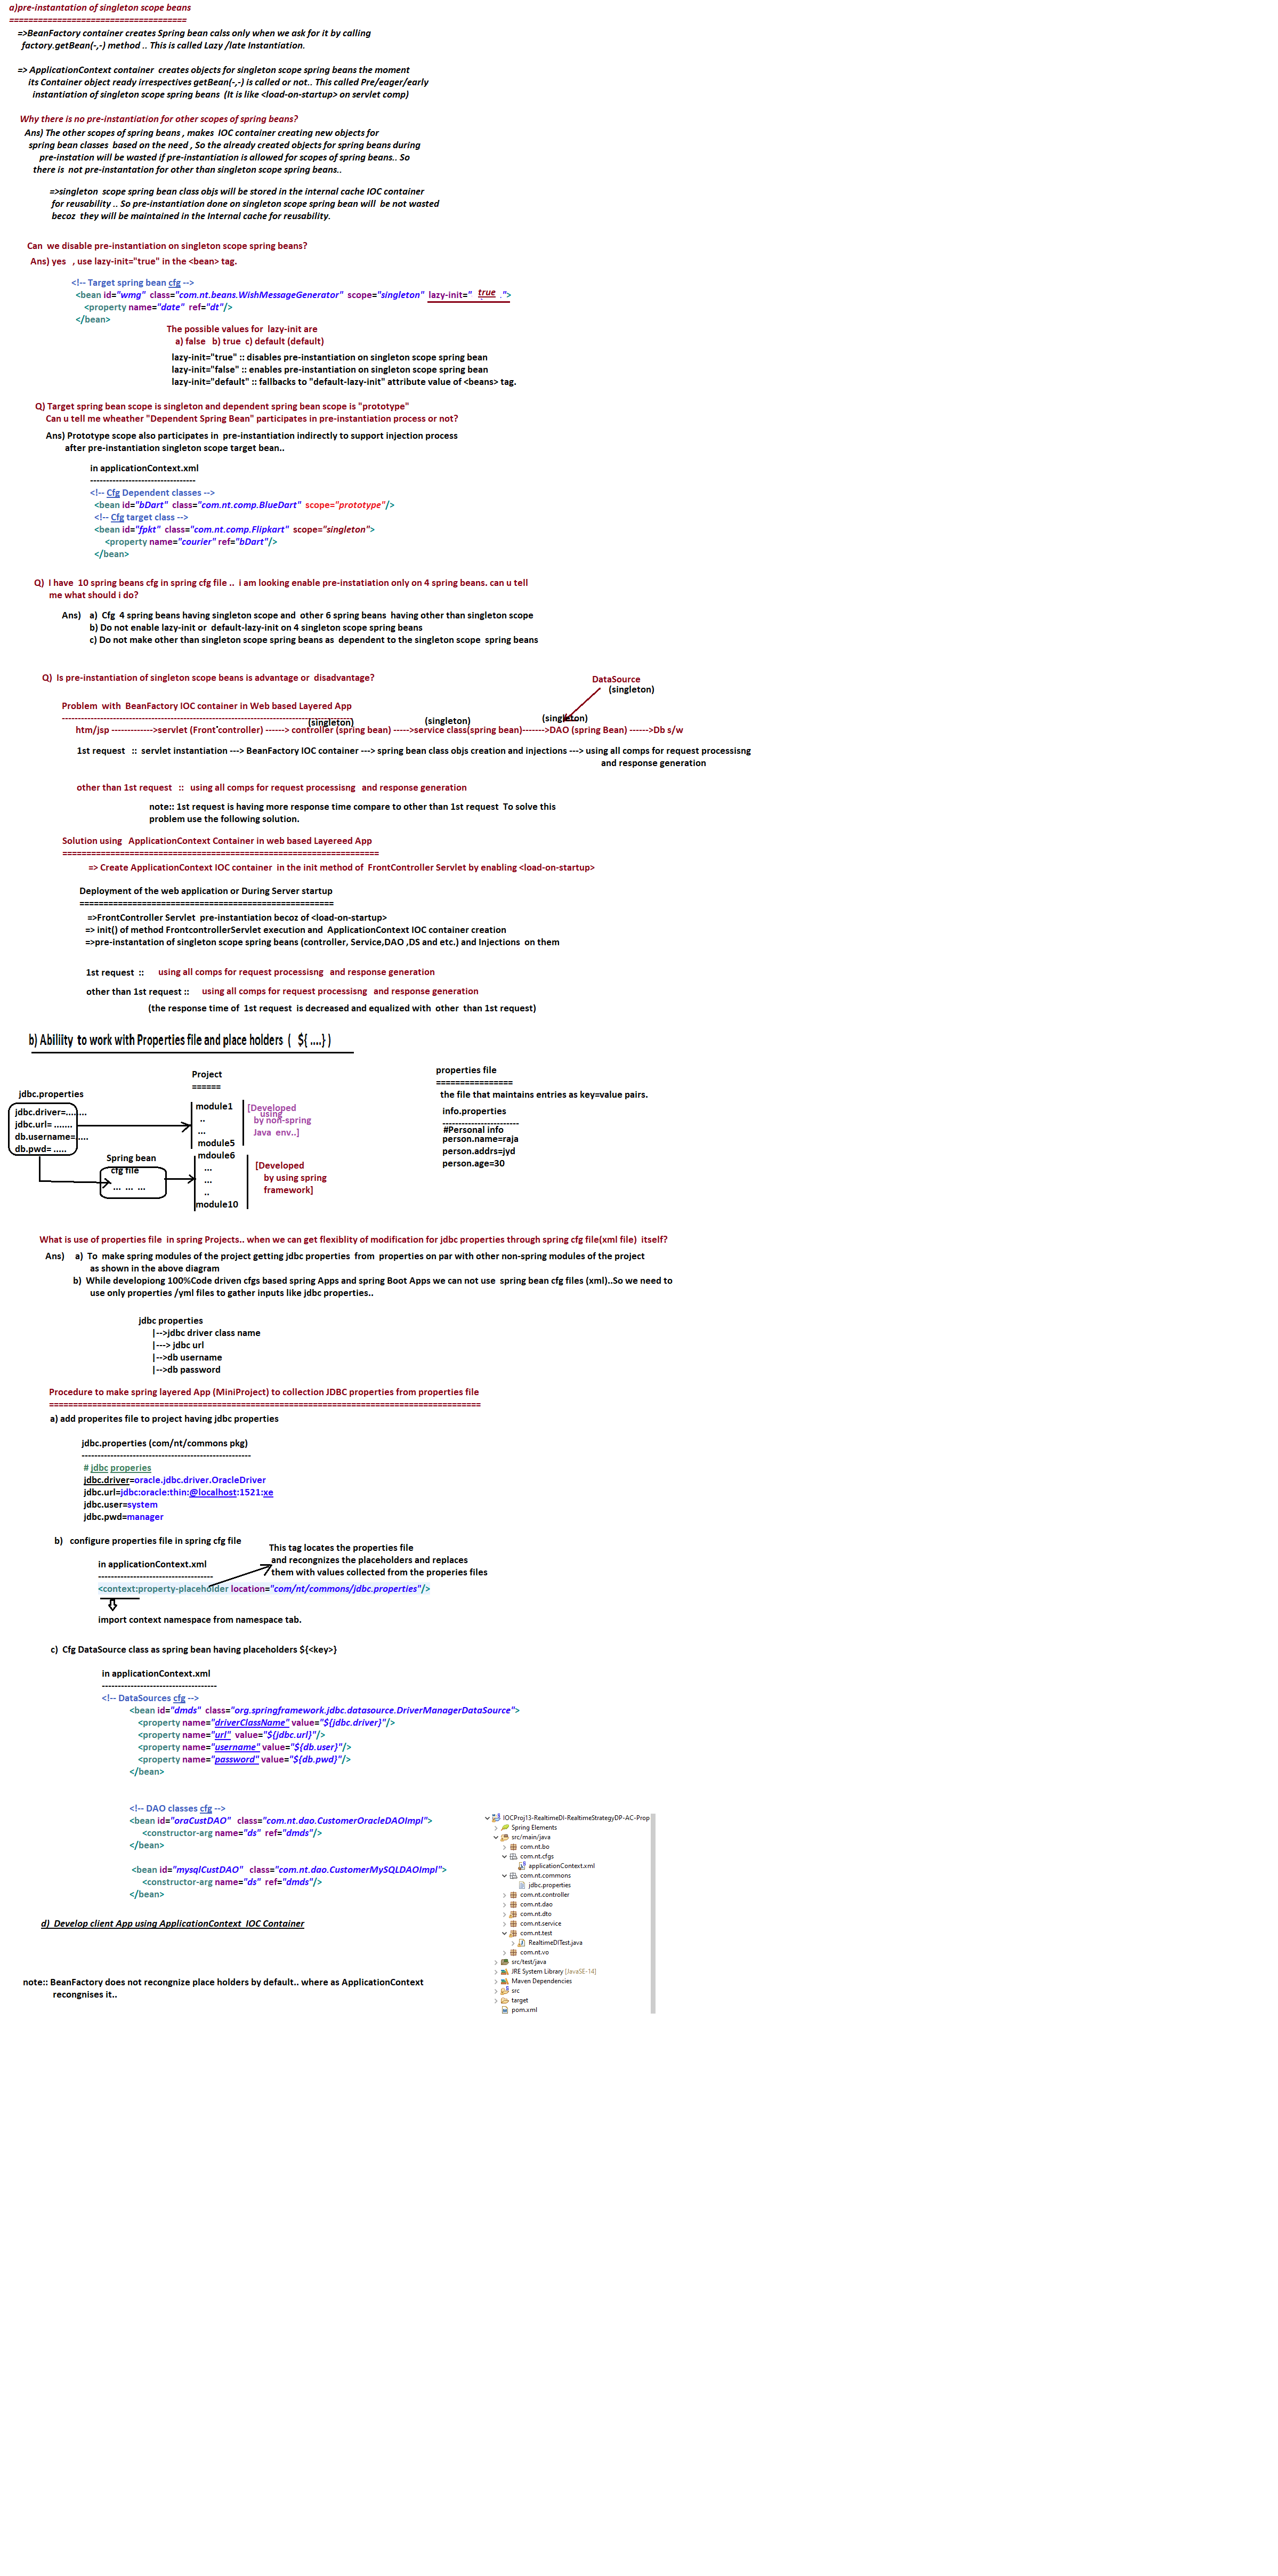 a)pre-instantation of singleton scope beans
=====================================
=>BeanFactory container creates Spring bean calss only when we ask for it by calling
factory.getBean(-,-) method .. This is called Lazy /late Instantiation.
=> ApplicationContext container creates objects for singleton scope spring beans the moment
its Container object ready irrespectives getBean(-,-) is called or not.. This called Pre/eager/early
instantiation of singleton scope spring beans (It is like <load-on-startup> on servlet comp)
Why there is no pre-instantiation for other scopes of spring beans?
Ans) The other scopes of spring beans , makes IOC container creating new objects for
spring bean classes based on the need , So the already created objects for spring beans during
pre-instation will be wasted if pre-instantiation is allowed for scopes of spring beans.. So
there is not pre-instantiation for other than singleton scope spring beans..
=>singleton scope spring bean class objs will be stored in the internal cache IOC container
for reusability .. So pre-instantiation done on singleton scope spring bean will be not wasted
becoz they will be maintained in the Internal cache for reusability.
Can we disable pre-instantiation on singleton scope spring beans?
Ans) yes , use lazy-init="true" in the <bean> tag.
<!-- Target spring bean cfg -->
<bean id="wmg" class="com.nt.beans.WishMessageGenerator" scope="singleton" lazy-init=" true .">
<property name="date" ref="dt"/>
</bean>
The possible values for lazy-init are
a) false b) true c) default (default)
lazy-init="true" :: disables pre-instantiation on singleton scope spring bean
lazy-init="false" :: enables pre-instantiation on singleton scope spring bean
lazy-init="default" :: fallbacks to "default-lazy-init" attribute value of <beans> tag.
Q) Target spring bean scope is singleton and dependent spring bean scope is "prototype"
Can u tell me wheather "Dependent Spring Bean" participates in pre-instantiation process or not?
Ans) Prototype scope also participates in pre-instantiation indirectly to support injection process
after pre-instantiation singleton scope target bean..
in applicationContext.xml
---------------------------------
<!-- Cfg Dependent classes -->
<bean id="bDart" class="com.nt.comp.BlueDart" scope="prototype"/>
<!-- Cfg target class -->
<bean id="fpkt" class="com.nt.comp.Flipkart" scope="singleton">
<property name="courier" ref="bDart"/>
</bean>
Q) I have 10 spring beans cfg in spring cfg file .. i am looking enable pre-instatiation only on 4 spring beans. can u tell
me what should i do?
Ans) a) Cfg 4 spring beans having singleton scope and other 6 spring beans having other than singleton scope
b) Do not enable lazy-init or default-lazy-init on 4 singleton scope spring beans
c) Do not make other than singleton scope spring beans as dependent to the singleton scope spring beans
Q) Is pre-instantiation of singleton scope beans is advantage or disadvantage?
DataSource
(singleton)
Problem with BeanFactory IOC container in Web based Layered App
-------------------------------------------------------------------------------------------
(singleton) (singleton) (singleton)
htm/jsp ------------->servlet (Front controller) ------> controller (spring bean) ----->service class(spring bean)------->DAO (spring Bean) ------>Db s/w
1st request :: servlet instantiation ---> BeanFactory IOC container ---> spring bean class objs creation and injections ---> using all comps for request processisng
and response generation
other than 1st request :: using all comps for request processisng and response generation
note:: 1st request is having more response time compare to other than 1st request To solve this
problem use the following solution.
Solution using ApplicationContext Container in web based Layereed App
==================================================================
=> Create ApplicationContext IOC container in the init method of FrontController Servlet by enabling <load-on-startup>
Deployment of the web application or During Server startup
=====================================================
=>FrontController Servlet pre-instantiation becoz of <load-on-startup>
=> init() of method FrontcontrollerServlet execution and ApplicationContext IOC container creation
=>pre-instantation of singleton scope spring beans (controller, Service,DAO ,DS and etc.) and Injections on them
1st request :: using all comps for request processisng and response generation
other than 1st request :: using all comps for request processisng and response generation
(the response time of 1st request is decreased and equalized with other than 1st request)
b) Abiliity to work with Properties file and place holders ( ${ ....} )
jdbc.properties
jdbc.driver=........
jdbc.url= .......
db.username=.....
db.pwd= .....
Spring bean
cfg file
... ... ...
Project
======
module1
..
...
module5
mdoule6
...
...
..
module10
[Developed
using
by non-spring
Java env..]
[Developed
by using spring
framework]
properties file
================
the file that maintains entries as key=value pairs.
info.properties
------------------------
#Personal info
person.name=raja
person.addrs=jyd
person.age=30
What is use of properties file in spring Projects.. when we can get flexiblity of modification for jdbc properties through spring cfg file(xml file) itself?
Ans) a) To make spring modules of the project getting jdbc properties from properties on par with other non-spring modules of the project
as shown in the above diagram
b) While developiong 100%Code driven cfgs based spring Apps and spring Boot Apps we can not use spring bean cfg files (xml)..So we need to
use only properties /yml files to gather inputs like jdbc properties..
jdbc properties
|-->jdbc driver class name
|---> jdbc url
|-->db username
|-->db password
Procedure to make spring layered App (MiniProject) to collection JDBC properties from properties file
==========================================================================================
a) add properites file to project having jdbc properties
jdbc.properties (com/nt/commons pkg)
-----------------------------------------------------
# jdbc properies
jdbc.driver=oracle.jdbc.driver.OracleDriver
jdbc.url=jdbc:oracle:thin:@localhost:1521:xe
jdbc.user=system
jdbc.pwd=manager
b) configure properties file in spring cfg file
This tag locates the properties file
and recongnizes the placeholders and replaces
them with values collected from the properies files
in applicationContext.xml
------------------------------------
<context:property-placeholder location="com/nt/commons/jdbc.properties"/>
import context namespace from namespace tab.
c) Cfg DataSource class as spring bean having placeholders ${<key>}
in applicationContext.xml
------------------------------------
<!-- DataSources cfg -->
<bean id="dmds" class="org.springframework.jdbc.datasource.DriverManagerDataSource">
<property name="driverClassName" value="${jdbc.driver}"/>
<property name="url" value="${jdbc.url}"/>
<property name="username" value="${db.user}"/>
<property name="password" value="${db.pwd}"/>
</bean>
<!-- DAO classes cfg -->
<bean id="oraCustDAO" class="com.nt.dao.CustomerOracleDAOImpl">
<constructor-arg name="ds" ref="dmds"/>
</bean>
<bean id="mysqlCustDAO" class="com.nt.dao.CustomerMySQLDAOImpl">
<constructor-arg name="ds" ref="dmds"/>
</bean>
d) Develop client App using ApplicationContext IOC Container
note:: BeanFactory does not recongnize place holders by default.. where as ApplicationContext
recongnises it..
IOCProj13-RealtimeDI-RealtimeStrategyDP-AC-Prop
Spring Elements
src/main/java
com.nt.bo
com.nt.cfgs
applicationContext.xml
com.nt.commons
jdbc.properties
com.nt.controller
com.nt.dao
com.nt.dto
com.nt.service
com.nt.test
RealtimeDITest.java
com.nt.vo
src/test/java
JRE System Library [JavaSE-14]
Maven Dependencies
src
target
pom.xml